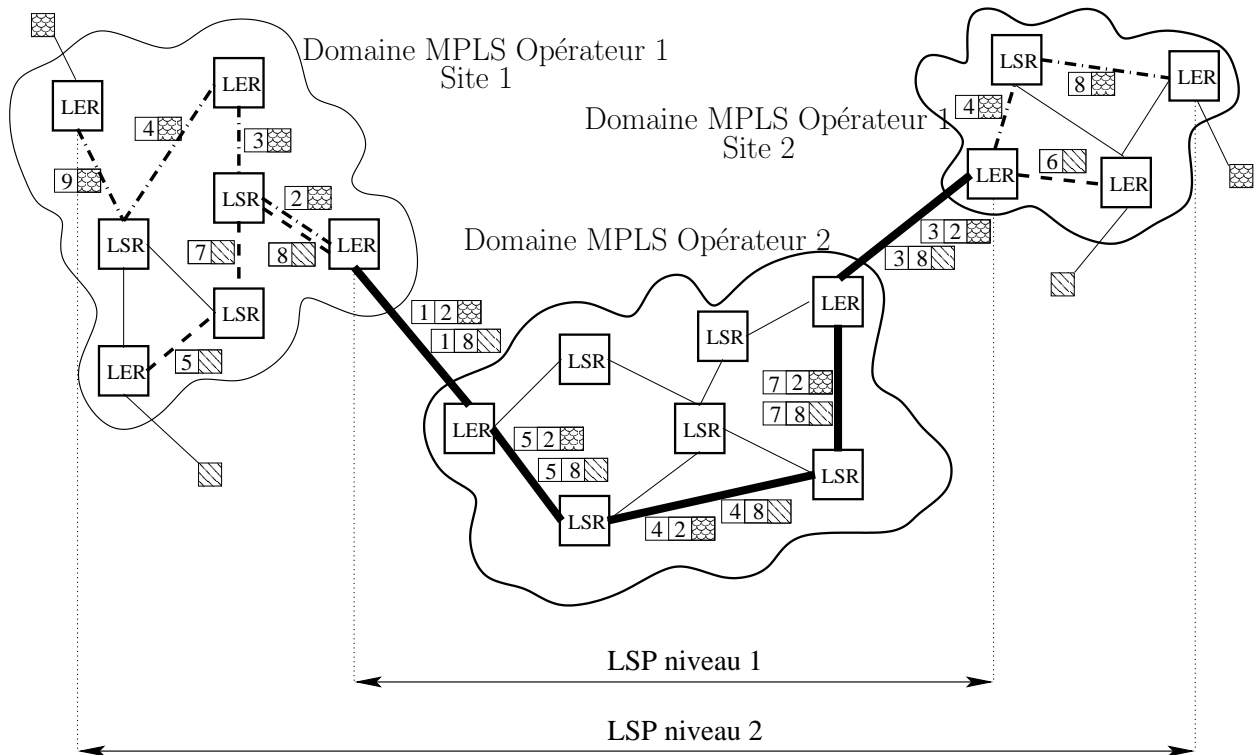 Domaine MPLS Opérateur 1
Site 1
LER
LER
LSR
4
8
LER
4
3
Domaine MPLS Opérateur 1
Site 2
9
LSR
2
LER
6
LER
LSR
7
8
LER
Domaine MPLS Opérateur 2
3 2
3 8
LSR
LER
1 2
1 8
LSR
LSR
5
LER
7 2
7 8
LER
5 2
LSR
5 8
LSR
LSR
4 8
4 2
LSP niveau 1
LSP niveau 2